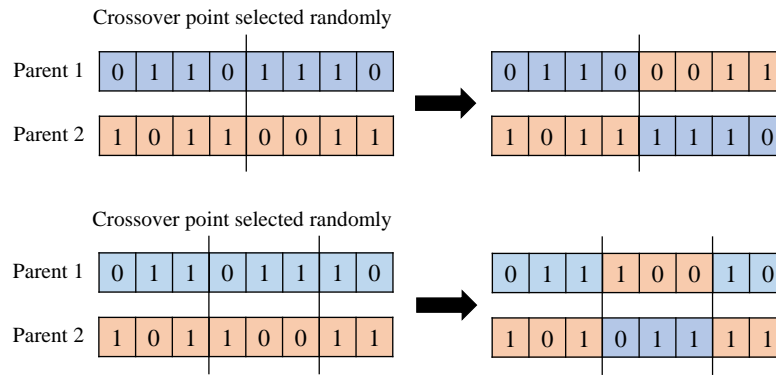 Crossover point selected randomly
Parent 1 0 1 1 0 1 1 1 0 0 1 1 0 0 0 1 1
Parent 2 1 0 1 1 0 0 1 1 1 0 1 1 1 1 1 0
Crossover point selected randomly
Parent 1 0 1 1 0 1 1 1 0 0 1 1 1 0 0 1 0
Parent 2 1 0 1 1 0 0 1 1 1 0 1 0 1 1 1 1